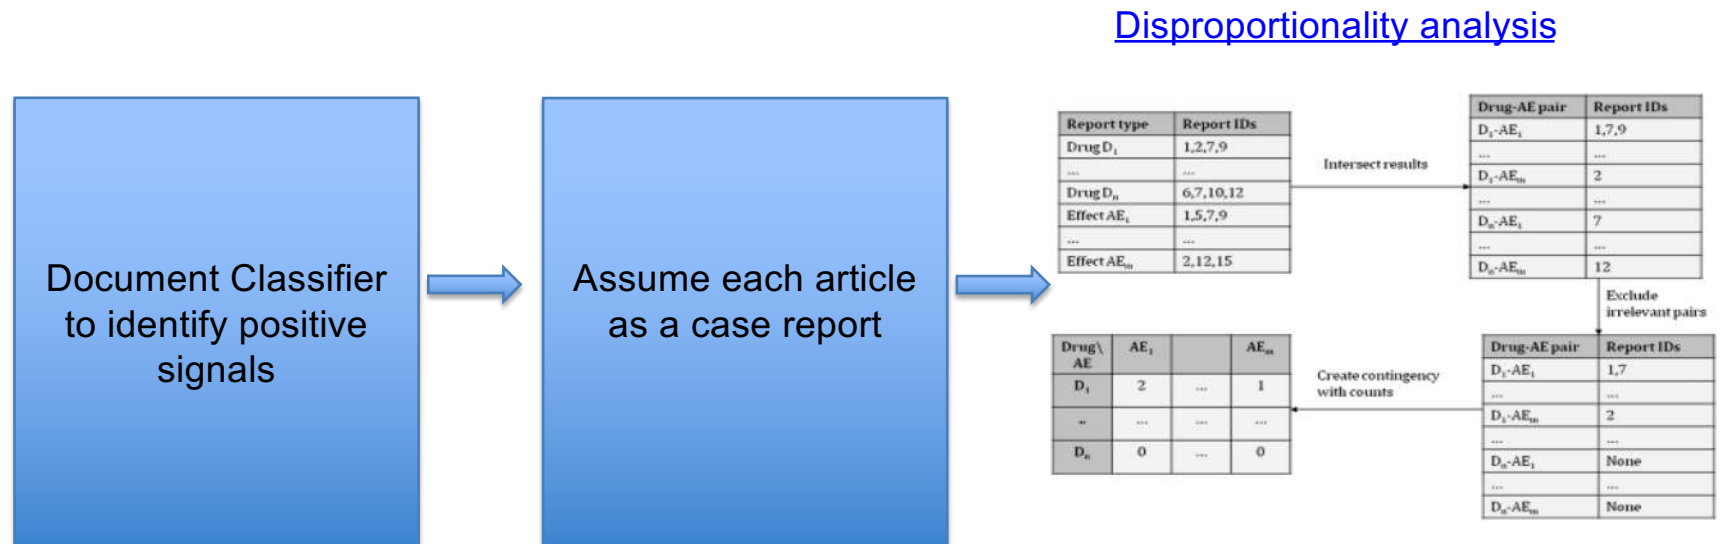 Disproportionality analysis
Document Classifier
to identify positive
signals
Assume each article
as a case report
Report type Report IDs
Drug D₁ 1,2,7,9
... ...
Drug Dₙ 6,7,10,12
Effect AE₁ 1,5,7,9
... ...
Effect AEₘ 2,12,15
Intersect results
Drug-AE pair Report IDs
D₁-AE₁ 1,7,9
... ...
D₁-AEₘ 2
... ...
Dₙ-AE₁ 7
... ...
Dₙ-AEₘ 12
Exclude
irrelevant pairs
Drug-AE pair Report IDs
D₁-AE₁ 1,7
... ...
D₁-AEₘ 2
... ...
Dₙ-AE₁ None
... ...
Dₙ-AEₘ None
Create contingency
with counts
Drug\ AE₁ AEₘ
AE
D₁ 2 ... 1
.. ... ... ...
Dₙ 0 ... 0